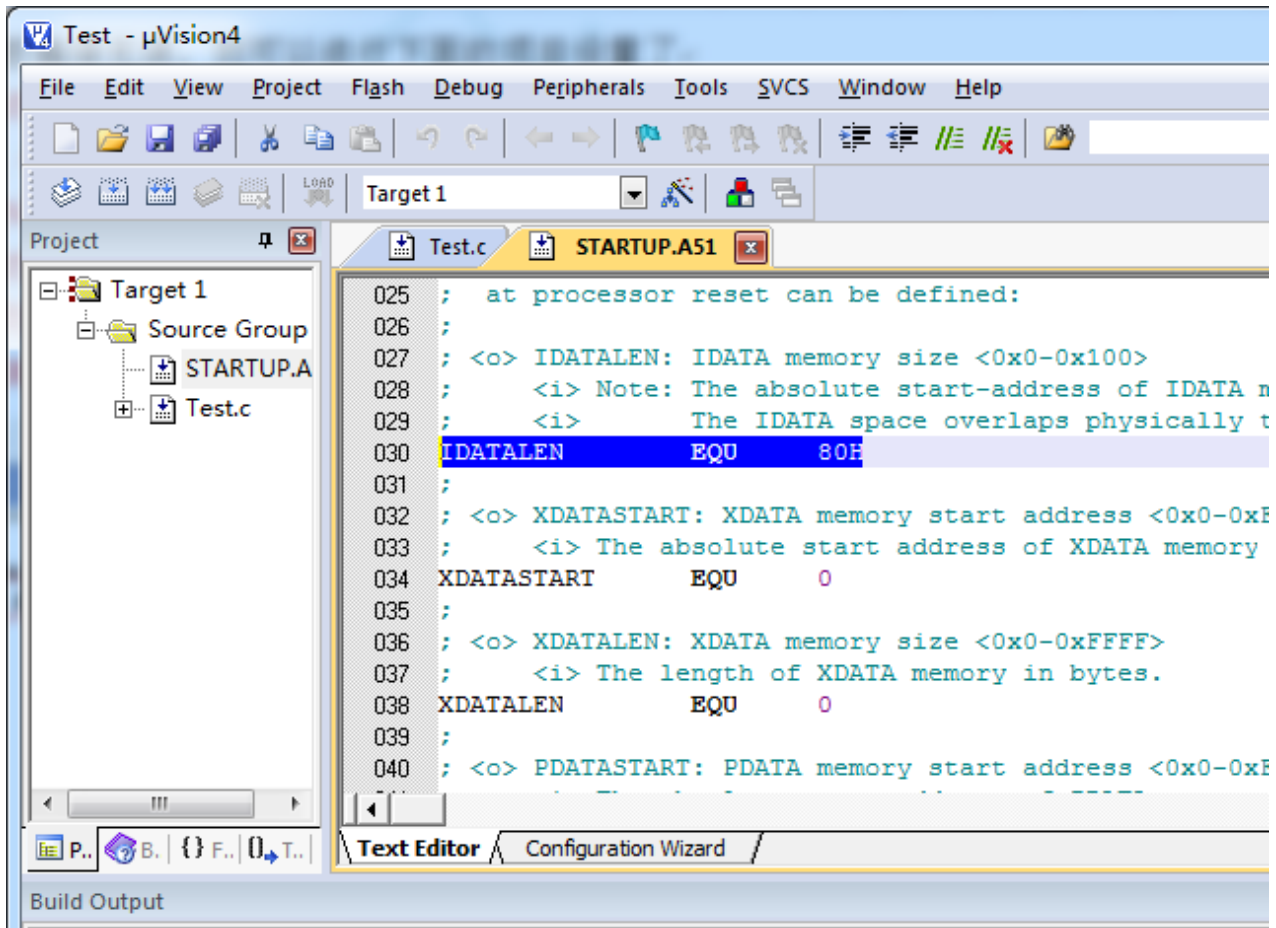 Test - µVision4
File Edit View Project Flash Debug Peripherals Tools SVCS Window Help
LOAD Target 1
Project
Target 1
Source Group
STARTUP.A
Test.c
P.. B. {} F.. T..
Test.c STARTUP.A51
025 ;  at processor reset can be defined:
026 ;
027 ; <o> IDATALEN: IDATA memory size <0x0-0x100>
028 ;     <i> Note: The absolute start-address of IDATA
029 ;     <i>       The IDATA space overlaps physically
030 IDATALEN        EQU     80H
031 ;
032 ; <o> XDATASTART: XDATA memory start address <0x0-0x
033 ;     <i> The absolute start address of XDATA memory
034 XDATASTART      EQU     0
035 ;
036 ; <o> XDATALEN: XDATA memory size <0x0-0xFFFF>
037 ;     <i> The length of XDATA memory in bytes.
038 XDATALEN        EQU     0
039 ;
040 ; <o> PDATASTART: PDATA memory start address <0x0-0x
Text Editor Configuration Wizard
Build Output